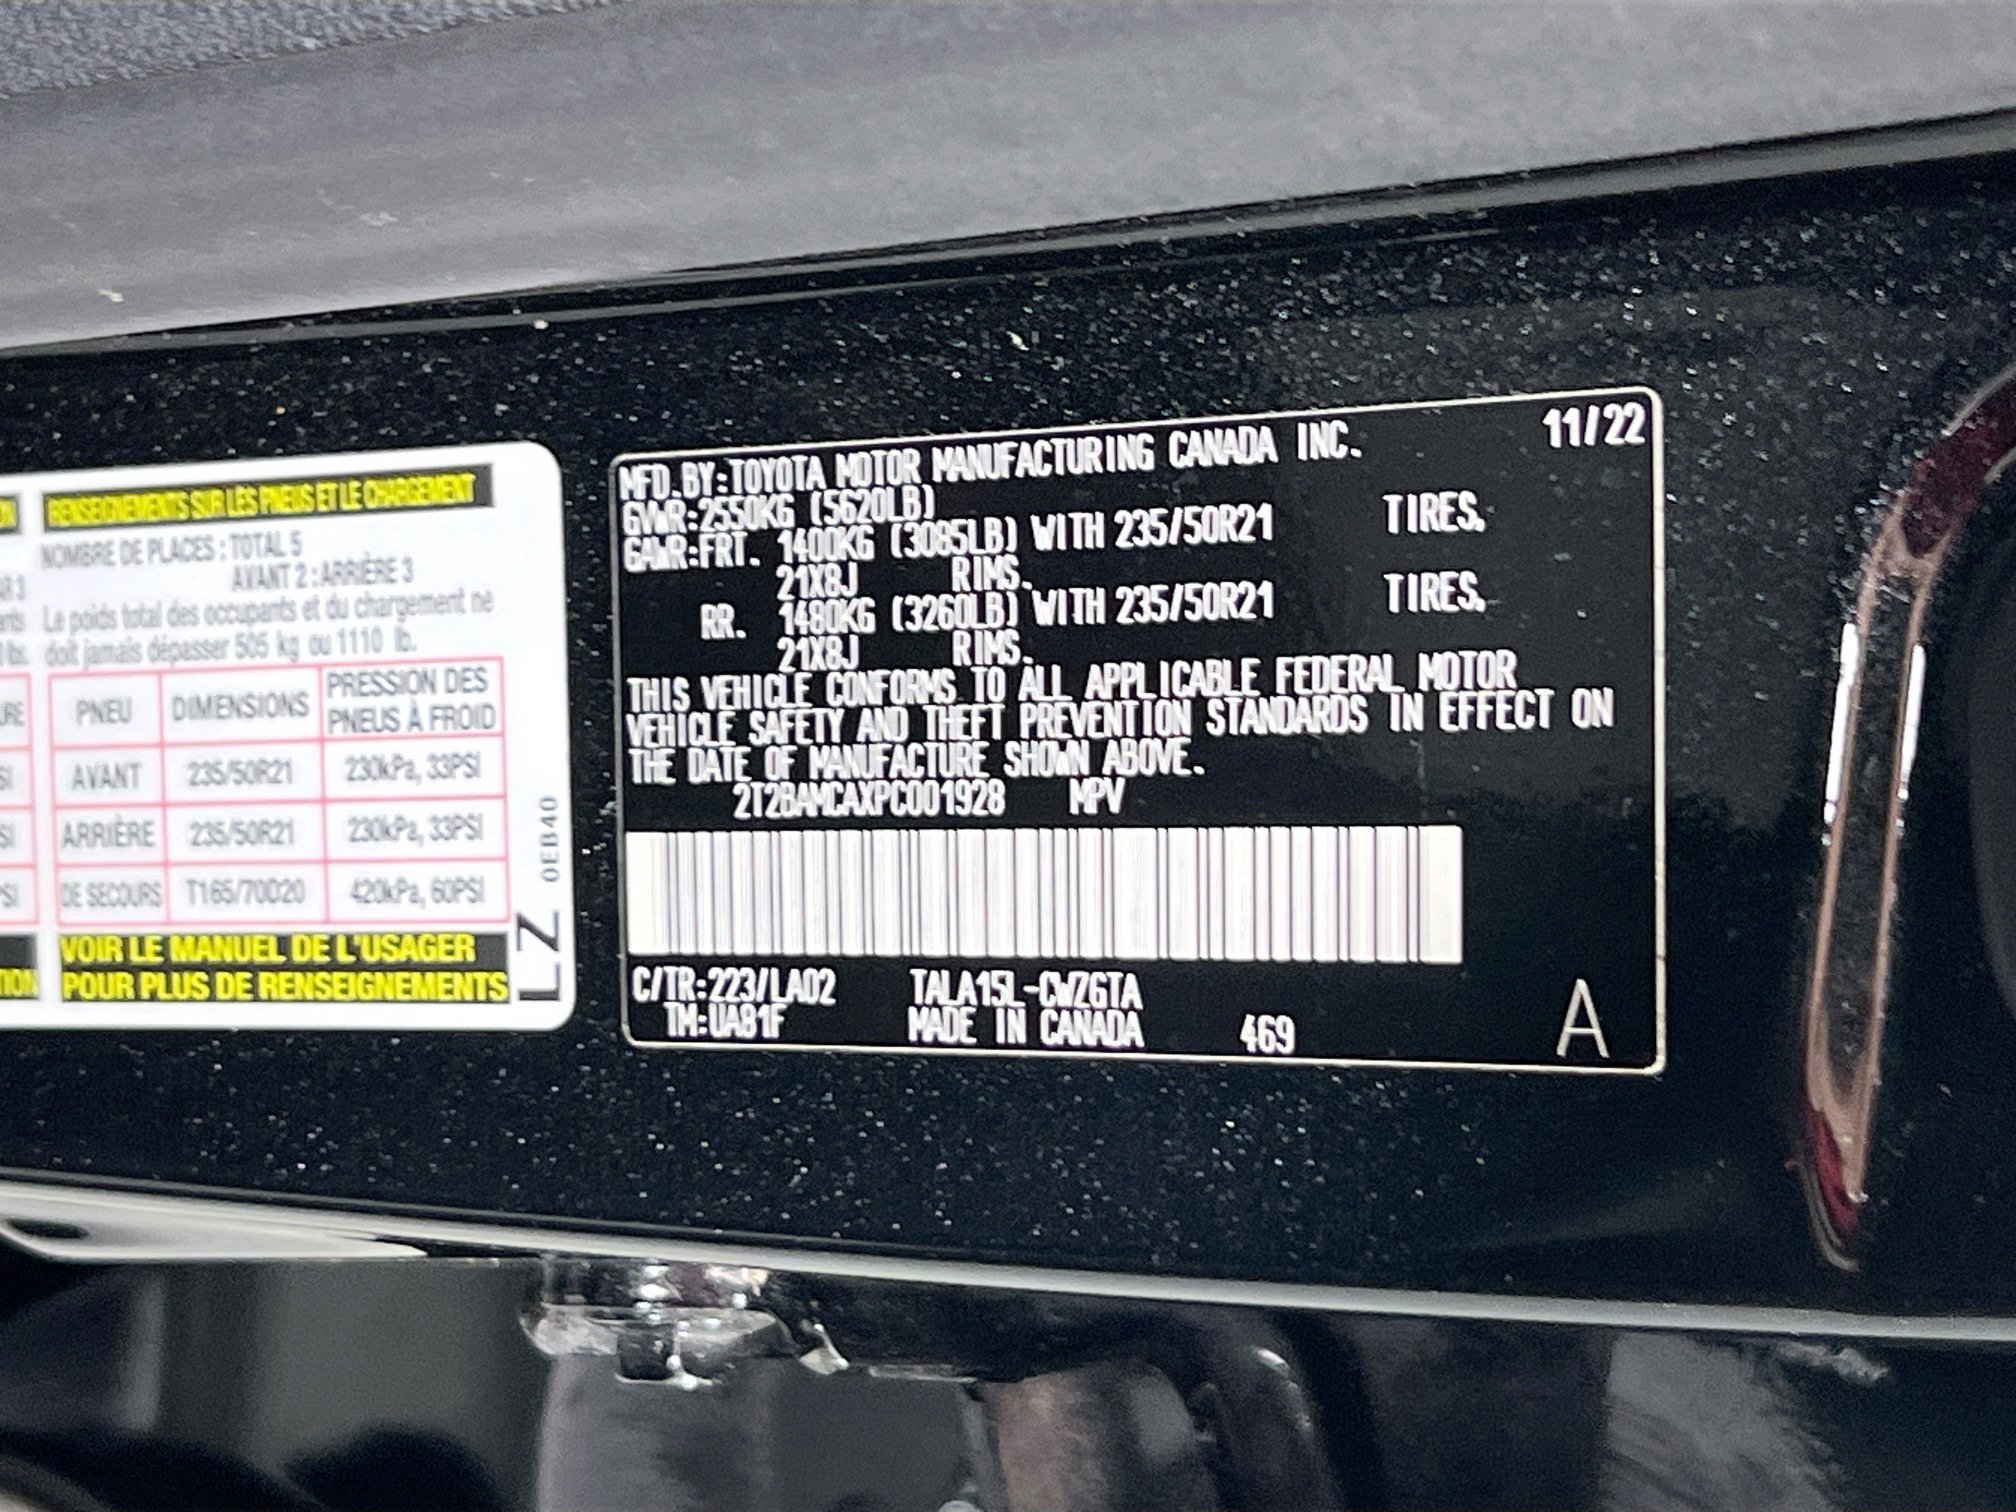 RENSEIGNEMENTS SUR LES PNEUS ET LE CHARGEMENT
NOMBRE DE PLACES : TOTAL 5
AVANT 2 : ARRIÈRE 3
Le poids total des occupants et du chargement ne
doit jamais dépasser 505 kg ou 1110 lb.
PNEU DIMENSIONS PRESSION DES PNEUS À FROID
AVANT 235/50R21 230kPa, 33PSI
ARRIÈRE 235/50R21 230kPa, 33PSI
DE SECOURS T165/70D20 420kPa, 60PSI
VOIR LE MANUEL DE L'USAGER
POUR PLUS DE RENSEIGNEMENTS
0EB40
LZ
11/22
MFD.BY:TOYOTA MOTOR MANUFACTURING CANADA INC.
GVWR:2550KG (5620LB)
GAWR:FRT. 1400KG (3085LB) WITH 235/50R21 TIRES,
21X8J RIMS.
RR. 1480KG (3260LB) WITH 235/50R21 TIRES,
21X8J RIMS.
THIS VEHICLE CONFORMS TO ALL APPLICABLE FEDERAL MOTOR
VEHICLE SAFETY AND THEFT PREVENTION STANDARDS IN EFFECT ON
THE DATE OF MANUFACTURE SHOWN ABOVE.
2T2BAMCAXPC001928 MPV
C/TR:223/LA02 TALA15L-CWZGTA
TM:UA81F MADE IN CANADA 469 A